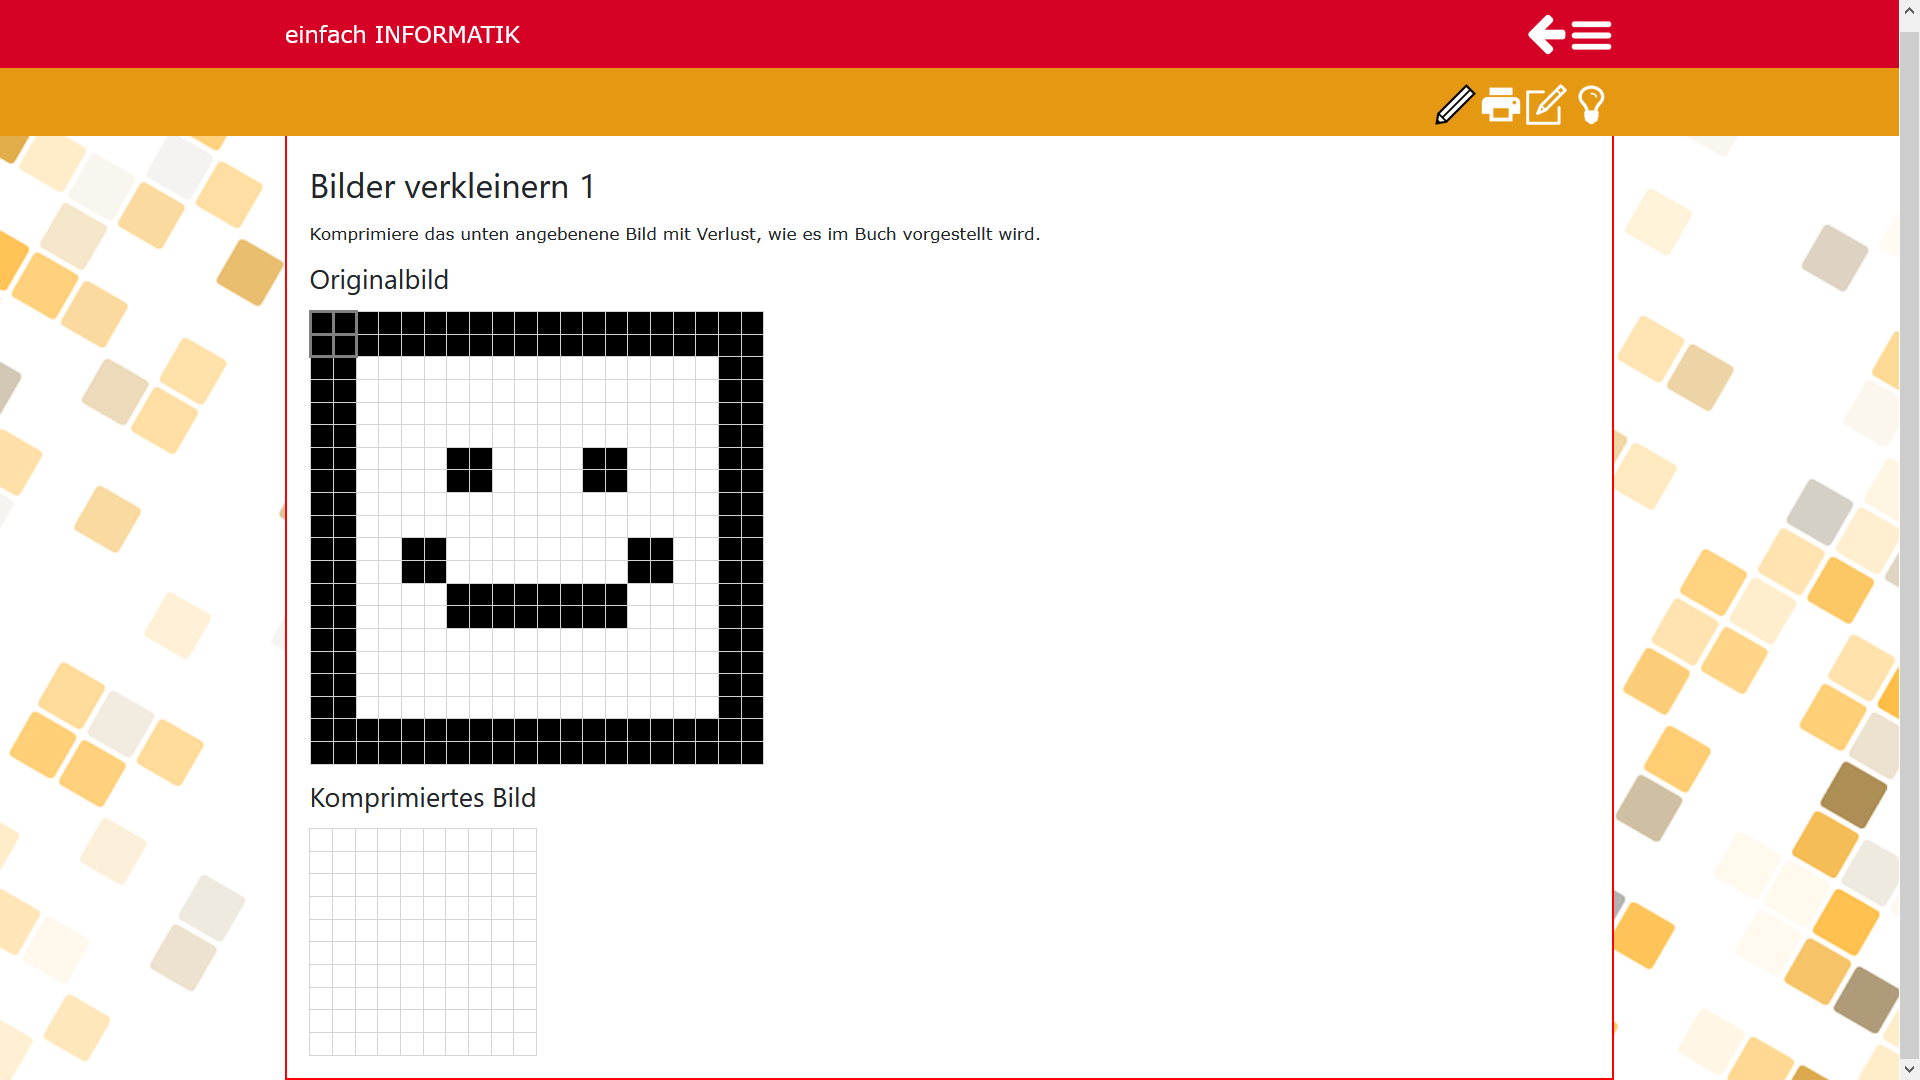 einfach INFORMATIK
Bilder verkleinern 1
Komprimiere das unten angebenene Bild mit Verlust, wie es im Buch vorgestellt wird.
Originalbild
Komprimiertes Bild